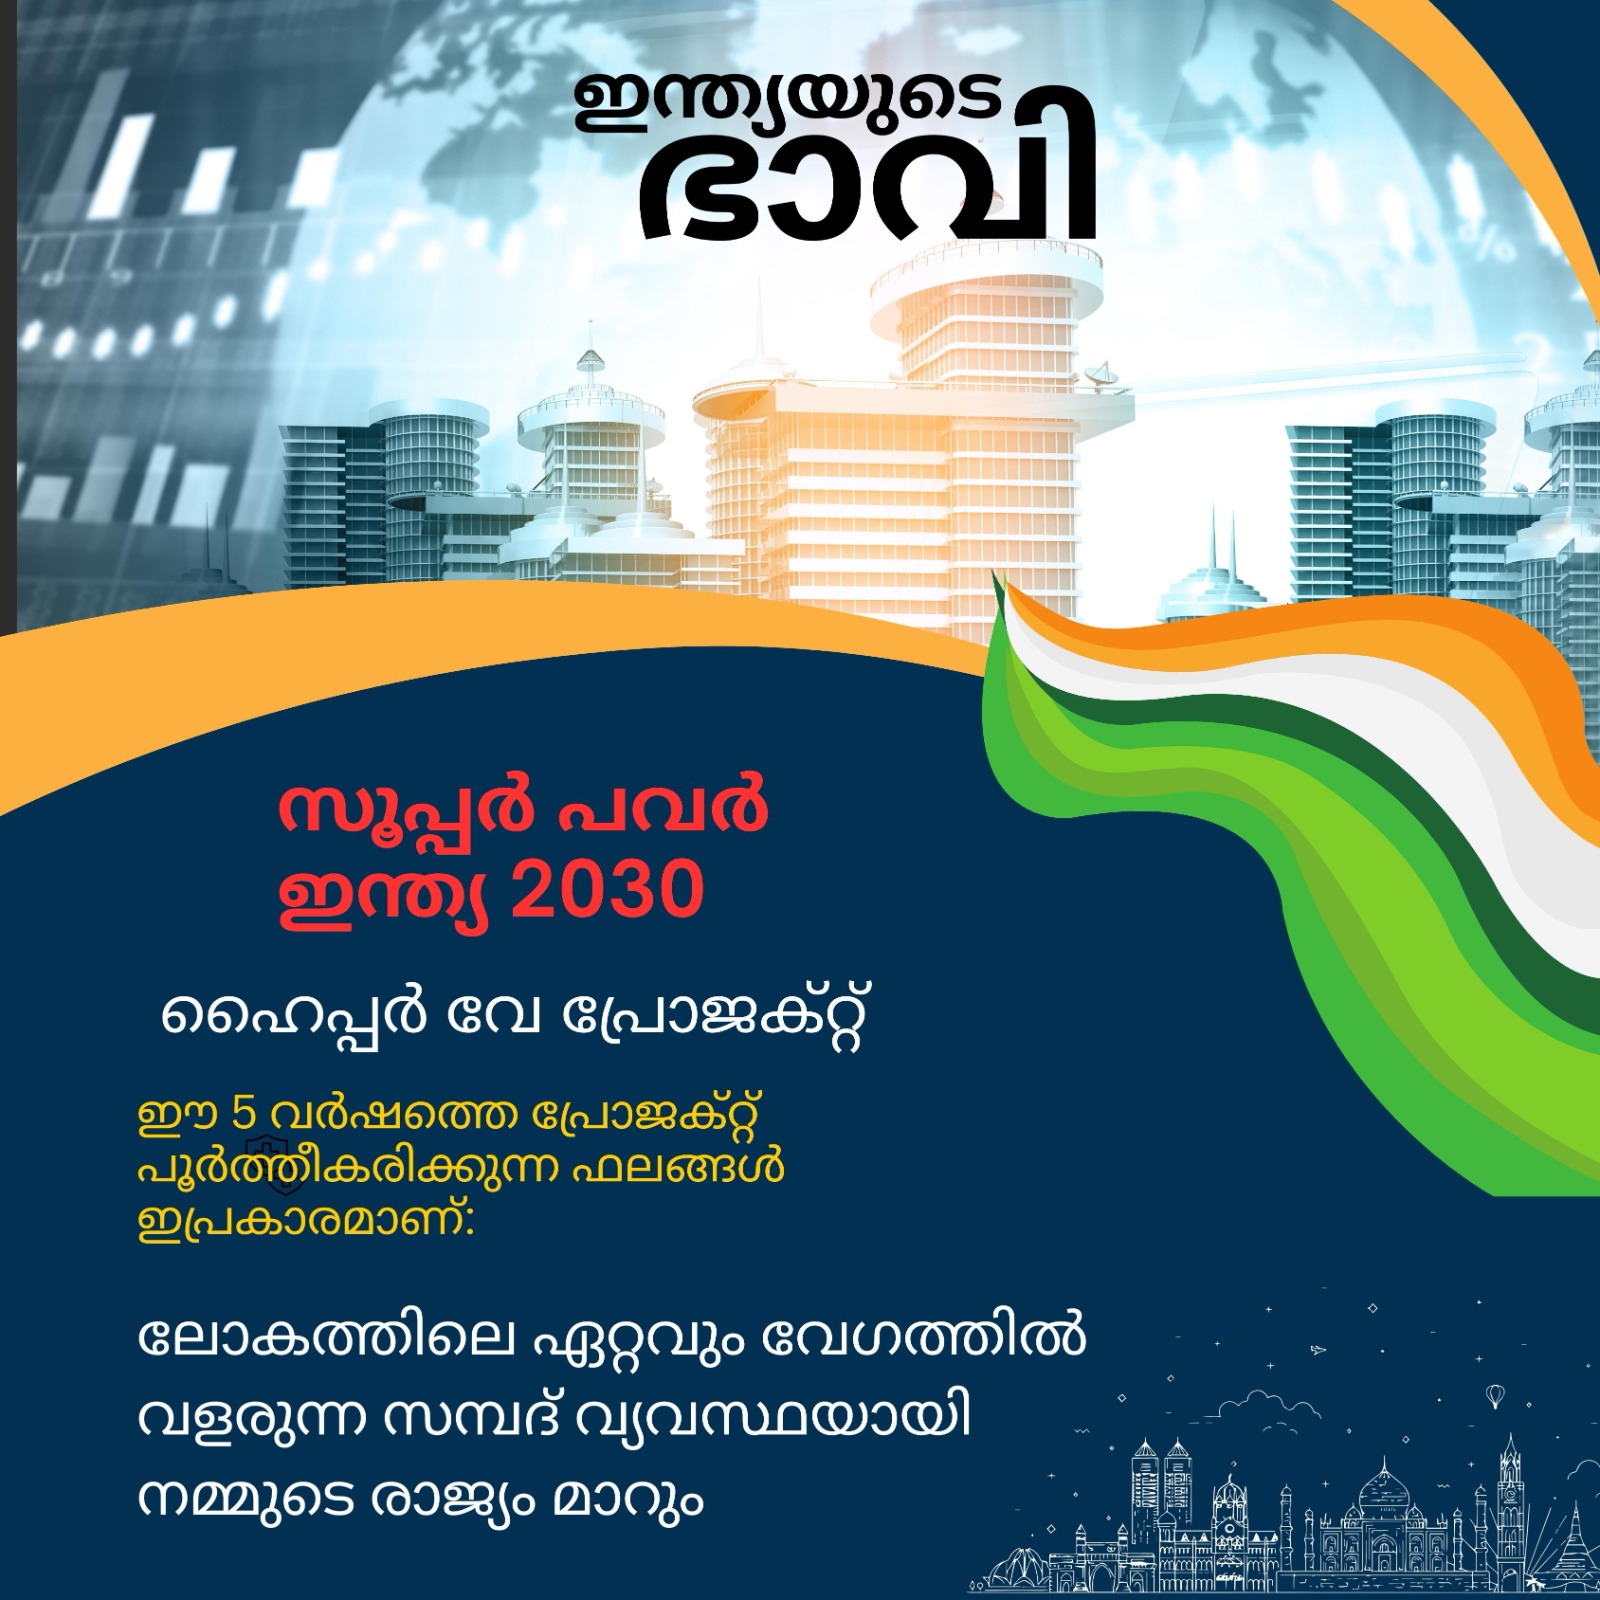 ഇന്ത്യയുടെ
ഭാവി
സൂപ്പർ പവർ
ഇന്ത്യ 2030
ഹൈപ്പർ വേ പ്രോജക്റ്റ്
ഈ 5 വർഷത്തെ പ്രോജക്റ്റ്
പൂർത്തീകരിക്കുന്ന ഫലങ്ങൾ
ഇപ്രകാരമാണ്:
ലോകത്തിലെ ഏറ്റവും വേഗത്തിൽ
വളരുന്ന സമ്പദ് വ്യവസ്ഥയായി
നമ്മുടെ രാജ്യം മാറും